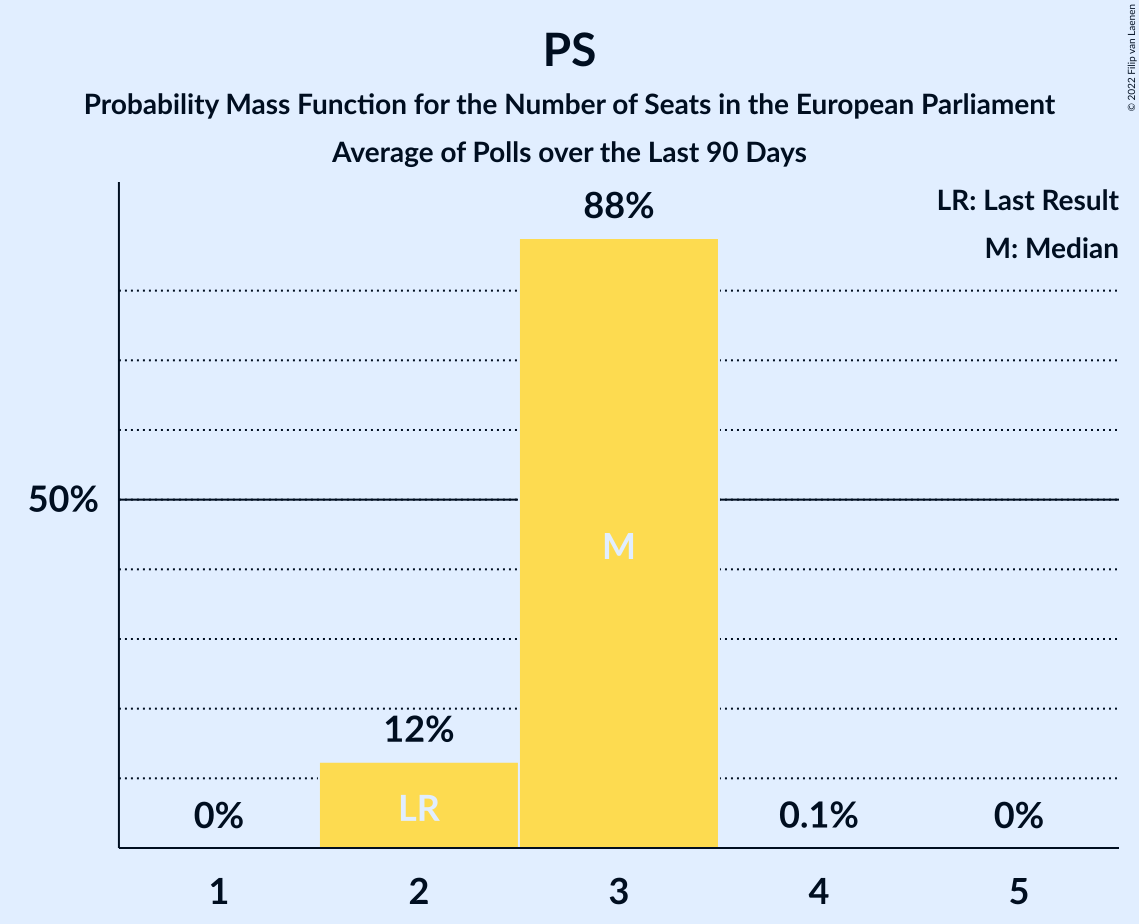 PS
Probability Mass Function for the Number of Seats in the European Parliament
Average of Polls over the Last 90 Days
© 2022 Filip van Laenen
LR: Last Result
M: Median
88%
50%
M
12%
LR
0%
0.1%
0%
1
2
3
4
5